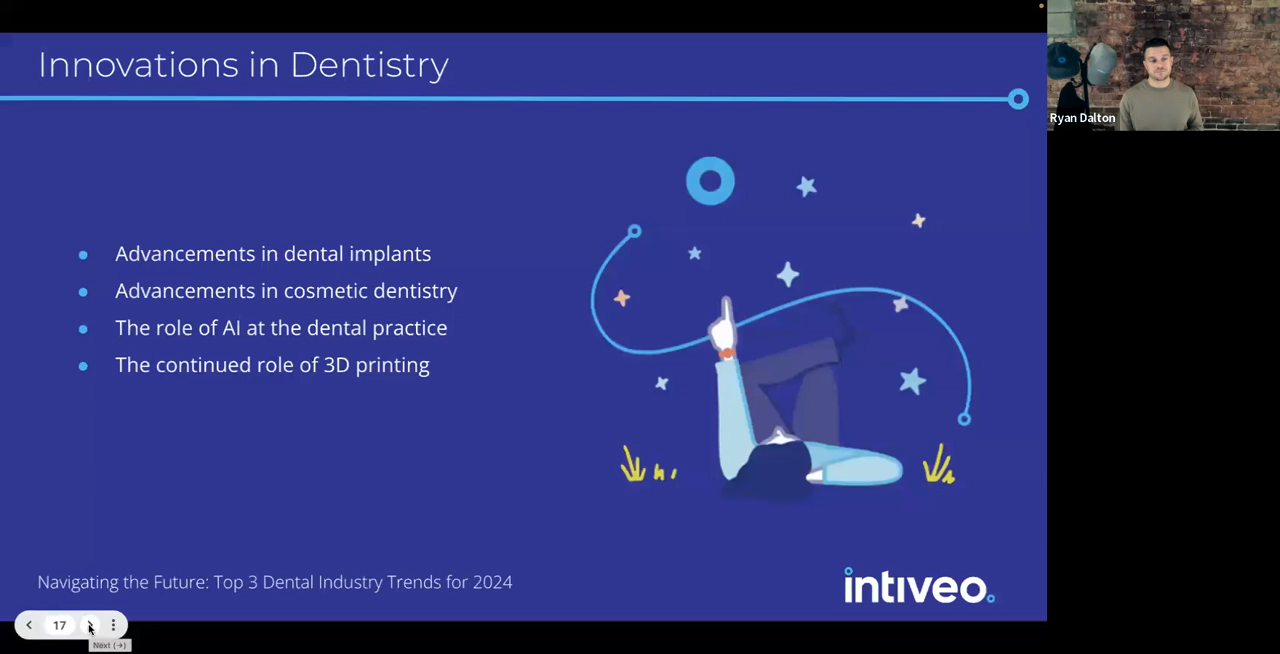 Innovations in Dentistry
Ryan Dalton
Advancements in dental implants
Advancements in cosmetic dentistry
The role of AI at the dental practice
The continued role of 3D printing
Navigating the Future: Top 3 Dental Industry Trends for 2024
intiveo.
17
Next (→)